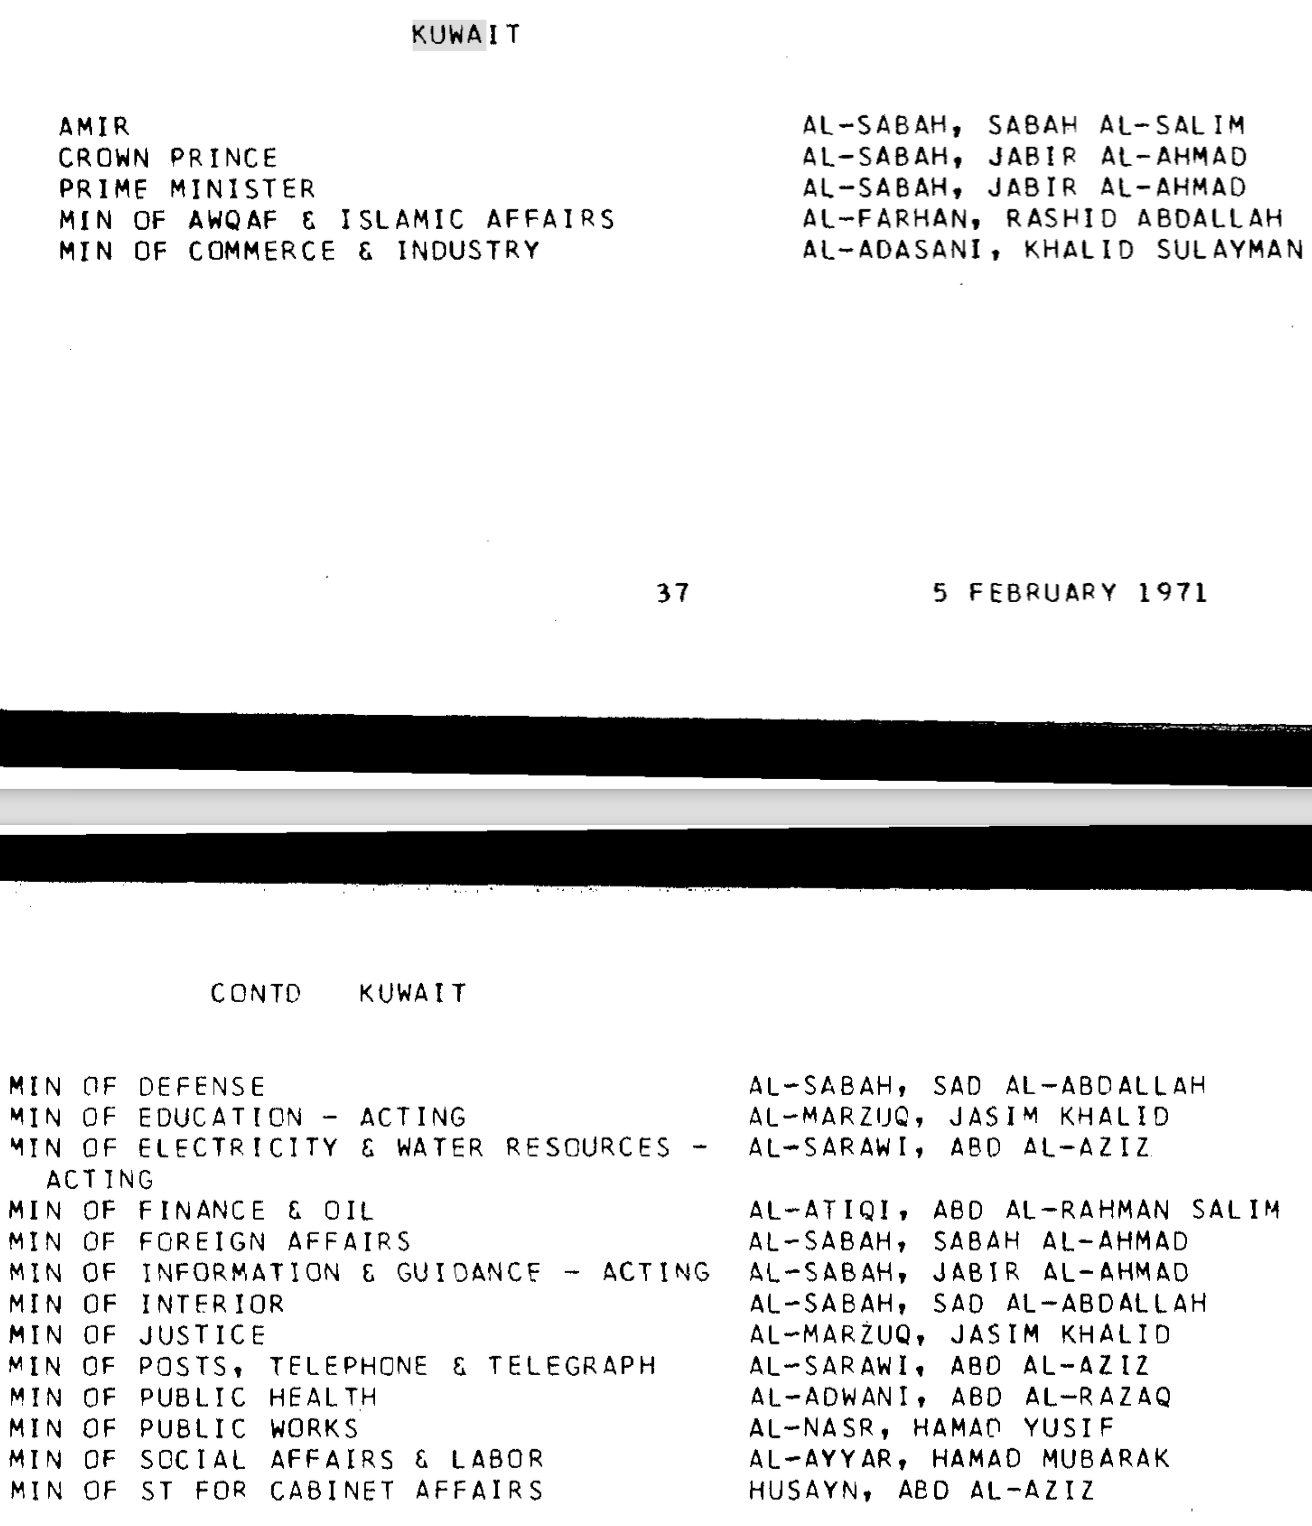 KUWAIT
AMIR AL-SABAH, SABAH AL-SALIM
CROWN PRINCE AL-SABAH, JABIR AL-AHMAD
PRIME MINISTER AL-SABAH, JABIR AL-AHMAD
MIN OF AWQAF & ISLAMIC AFFAIRS AL-FARHAN, RASHID ABDALLAH
MIN OF COMMERCE & INDUSTRY AL-ADASANI, KHALID SULAYMAN
37 5 FEBRUARY 1971
CONTD KUWAIT
MIN OF DEFENSE AL-SABAH, SAD AL-ABDALLAH
MIN OF EDUCATION - ACTING AL-MARZUQ, JASIM KHALID
MIN OF ELECTRICITY & WATER RESOURCES - AL-SARAWI, ABD AL-AZIZ
ACTING
MIN OF FINANCE & OIL AL-ATIQI, ABD AL-RAHMAN SALIM
MIN OF FOREIGN AFFAIRS AL-SABAH, SABAH AL-AHMAD
MIN OF INFORMATION & GUIDANCE - ACTING AL-SABAH, JABIR AL-AHMAD
MIN OF INTERIOR AL-SABAH, SAD AL-ABDALLAH
MIN OF JUSTICE AL-MARZUQ, JASIM KHALID
MIN OF POSTS, TELEPHONE & TELEGRAPH AL-SARAWI, ABD AL-AZIZ
MIN OF PUBLIC HEALTH AL-ADWANI, ABD AL-RAZAQ
MIN OF PUBLIC WORKS AL-NASR, HAMAD YUSIF
MIN OF SOCIAL AFFAIRS & LABOR AL-AYYAR, HAMAD MUBARAK
MIN OF ST FOR CABINET AFFAIRS HUSAYN, ABD AL-AZIZ